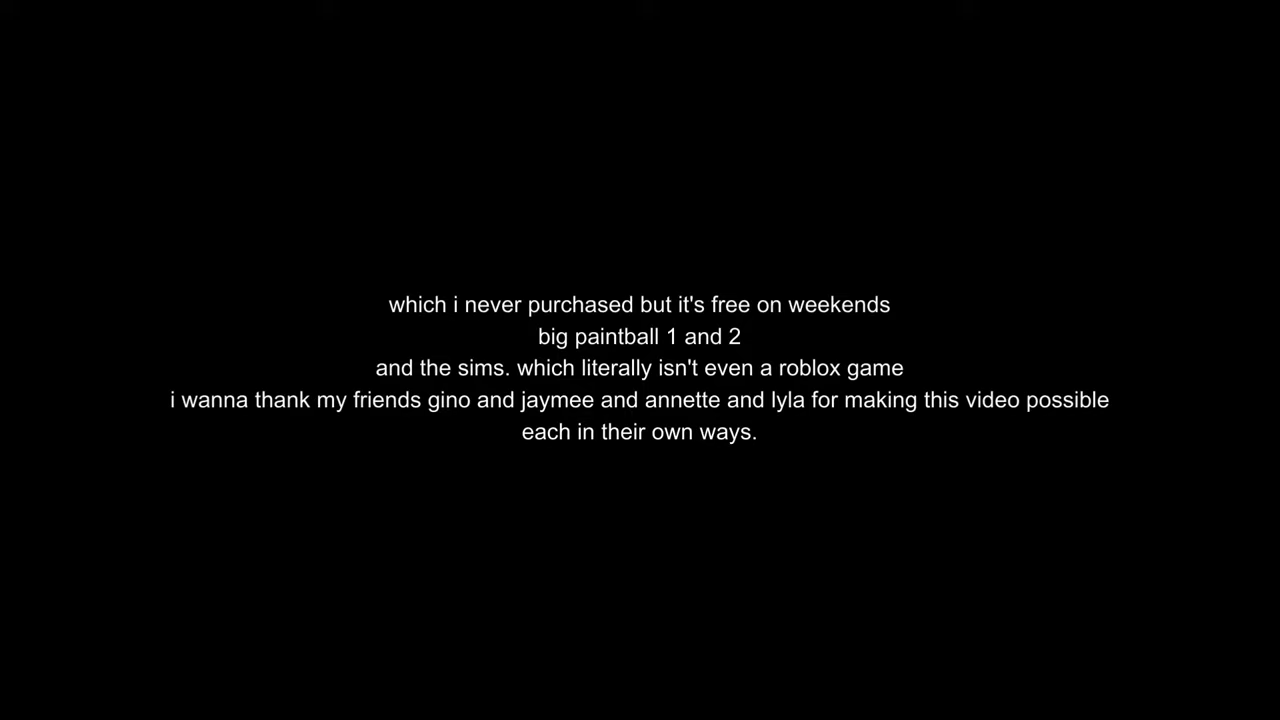 which i never purchased but it's free on weekends
big paintball 1 and 2
and the sims. which literally isn't even a roblox game
i wanna thank my friends gino and jaymee and annette and lyla for making this video possible
each in their own ways.